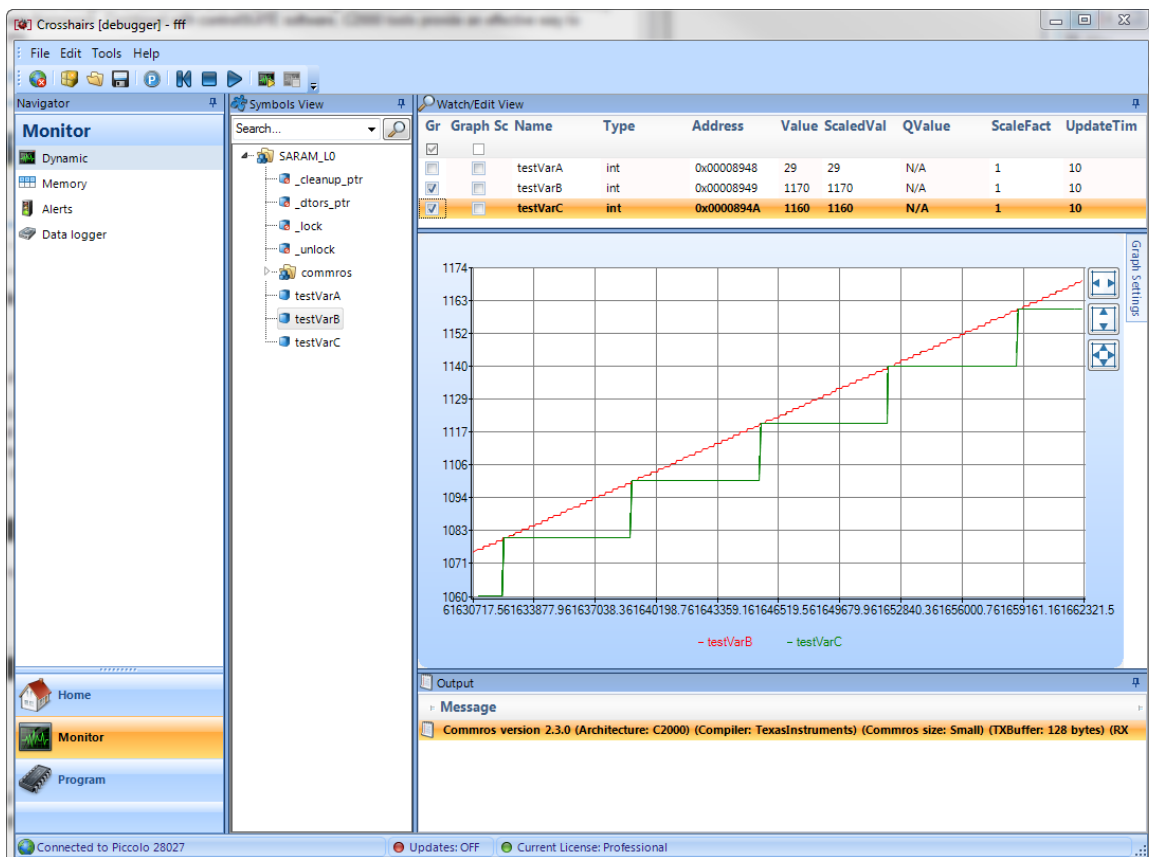 Crosshairs [debugger] - fff
File Edit Tools Help
Navigator
Monitor
Dynamic
Memory
Alerts
Data logger
Home
Monitor
Program
Symbols View
Search...
SARAM_L0
_cleanup_ptr
_dtors_ptr
_lock
_unlock
commros
testVarA
testVarB
testVarC
Watch/Edit View
Gr Graph Sc Name Type Address Value ScaledVal QValue ScaleFact UpdateTim
testVarA int 0x00008948 29 29 N/A 1 10
testVarB int 0x00008949 1170 1170 N/A 1 10
testVarC int 0x0000894A 1160 1160 N/A 1 10
Graph Settings
1174
1163
1152
1140
1129
1117
1106
1094
1083
1071
1060
61630717.561633877.961637038.361640198.761643359.161646519.561649679.961652840.361656000.761659161.161662321.5
testVarB testVarC
Output
Message
Commros version 2.3.0 (Architecture: C2000) (Compiler: TexasInstruments) (Commros size: Small) (TXBuffer: 128 bytes) (RX
Connected to Piccolo 28027 Updates: OFF Current License: Professional